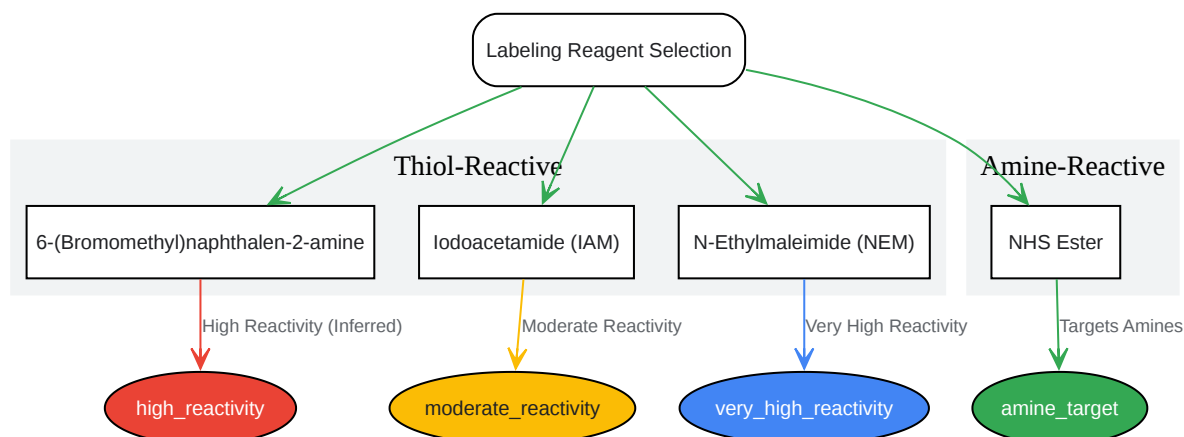 Labeling Reagent Selection
Thiol-Reactive
Amine-Reactive
6-(Bromomethyl)naphthalen-2-amine
Iodoacetamide (IAM)
N-Ethylmaleimide (NEM)
NHS Ester
High Reactivity (Inferred)
Moderate Reactivity
Very High Reactivity
Targets Amines
high_reactivity
moderate_reactivity
very_high_reactivity
amine_target